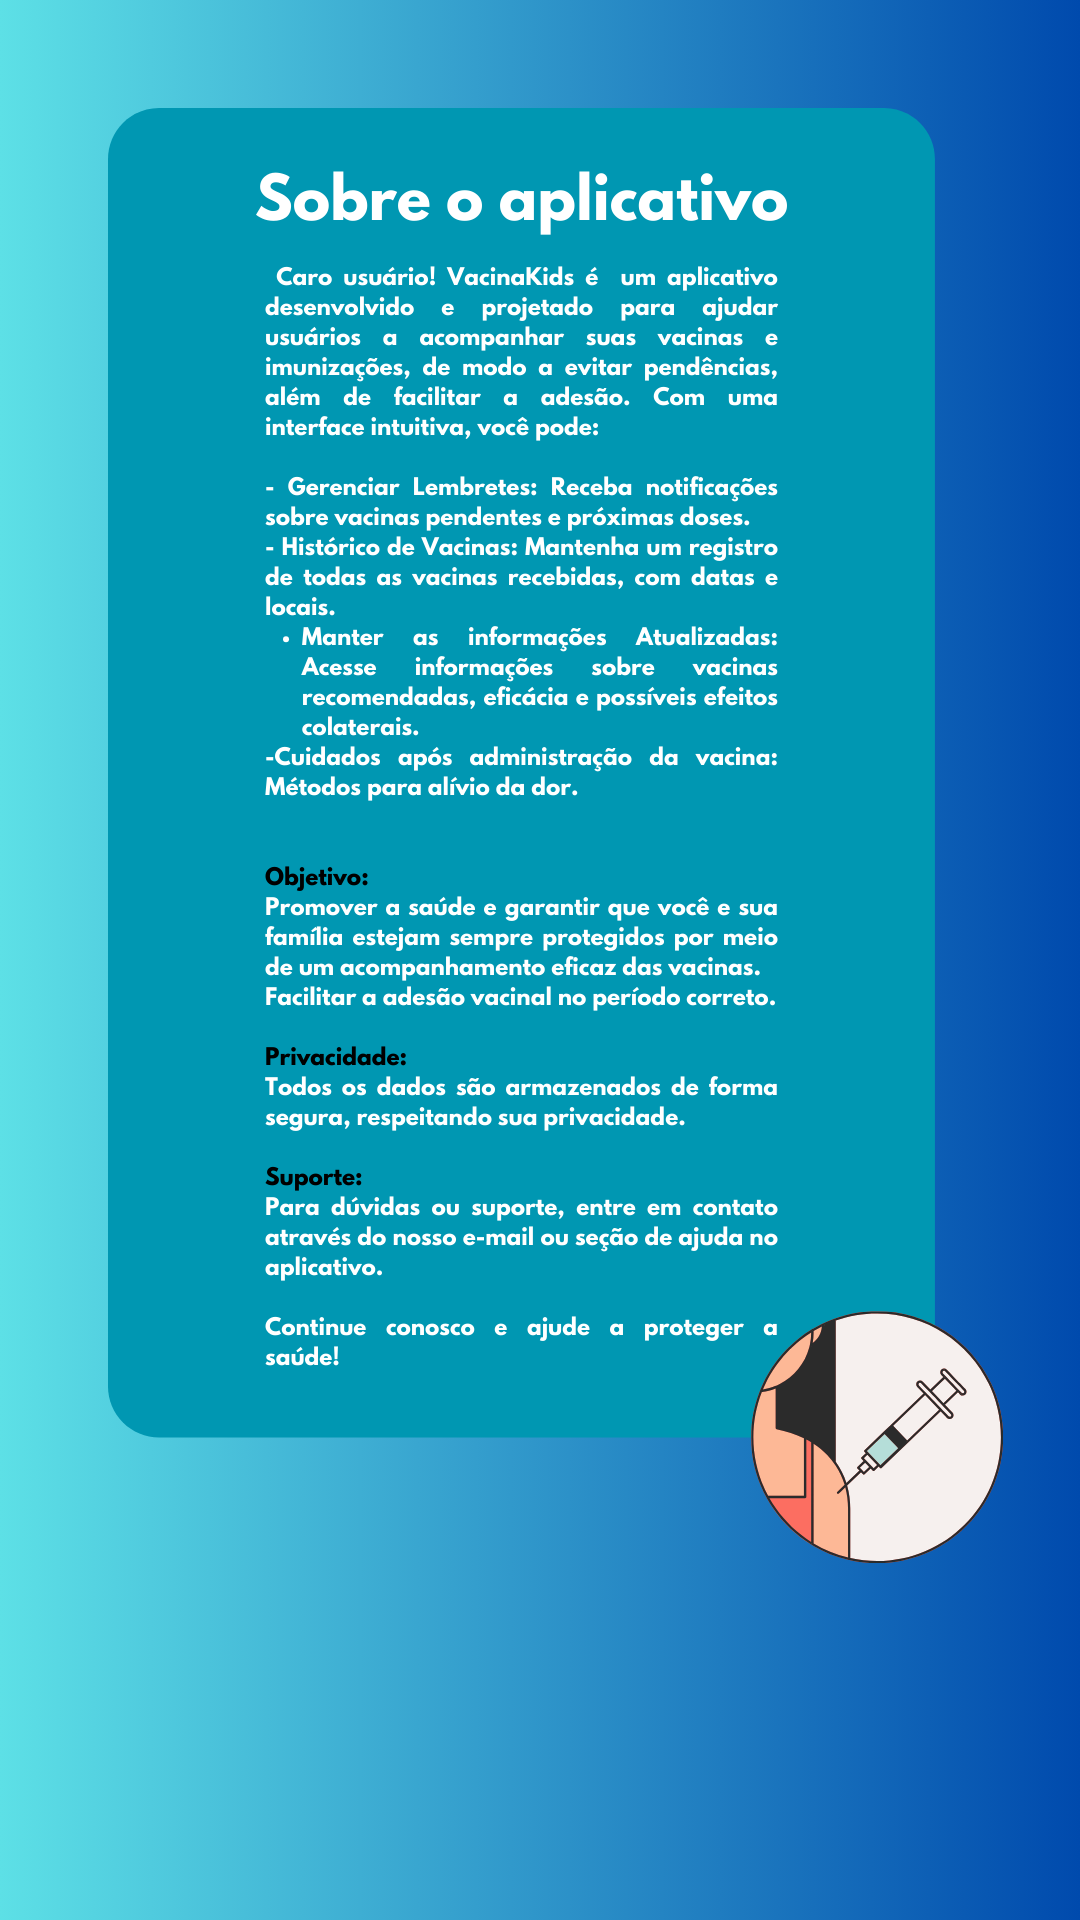 Sobre o aplicativo
Caro usuário! VacinaKids é um aplicativo
desenvolvido e projetado para ajudar
usuários a acompanhar suas vacinas e
imunizações, de modo a evitar pendências,
além de facilitar a adesão. Com uma
interface intuitiva, você pode:
- Gerenciar Lembretes: Receba notificações
sobre vacinas pendentes e próximas doses.
- Histórico de Vacinas: Mantenha um registro
de todas as vacinas recebidas, com datas e
locais.
• Manter as informações Atualizadas:
Acesse informações sobre vacinas
recomendadas, eficácia e possíveis efeitos
colaterais.
-Cuidados após administração da vacina:
Métodos para alívio da dor.
Objetivo:
Promover a saúde e garantir que você e sua
família estejam sempre protegidos por meio
de um acompanhamento eficaz das vacinas.
Facilitar a adesão vacinal no período correto.
Privacidade:
Todos os dados são armazenados de forma
segura, respeitando sua privacidade.
Suporte:
Para dúvidas ou suporte, entre em contato
através do nosso e-mail ou seção de ajuda no
aplicativo.
Continue conosco e ajude a proteger a
saúde!